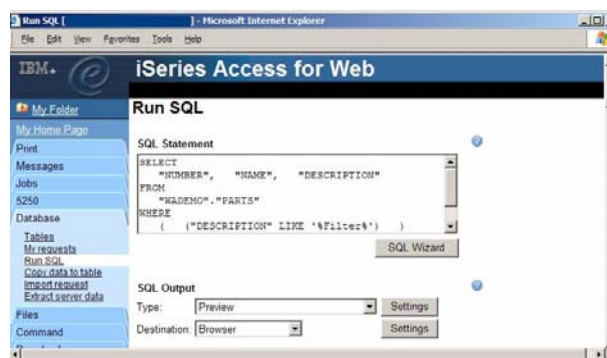 Run SQL [ ] - Microsoft Internet Explorer
File Edit View Favorites Tools Help
IBM.
iSeries Access for Web
My Folder
My Home Page
Print
Messages
Jobs
5250
Database
Tables
My requests
Run SQL
Copy data to table
Import request
Extract server data
Files
Command
Run SQL
SQL Statement
SELECT
"NUMBER", "NAME", "DESCRIPTION"
FROM
"WADEMO"."PARTS"
WHERE
( ("DESCRIPTION" LIKE '%Filter%') )
SQL Wizard
SQL Output
Type: Preview Settings
Destination: Browser Settings